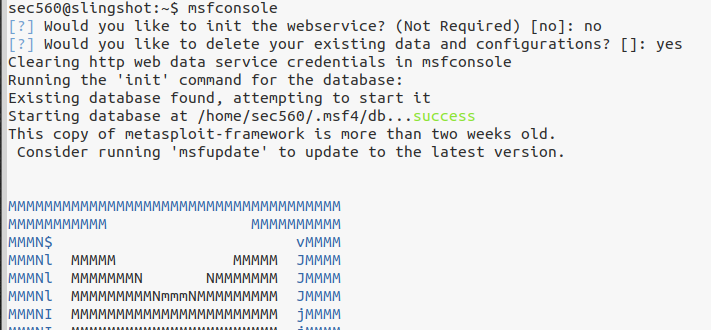 sec560@slingshot:~$ msfconsole
[?] Would you like to init the webservice? (Not Required) [no]: no
[?] Would you like to delete your existing data and configurations? []: yes
Clearing http web data service credentials in msfconsole
Running the 'init' command for the database:
Existing database found, attempting to start it
Starting database at /home/sec560/.msf4/db...success
This copy of metasploit-framework is more than two weeks old.
 Consider running 'msfupdate' to update to the latest version.
MMMMMMMMMMMMMMMMMMMMMMMMMMMMMMMMMMMMM
MMMMMMMMMMM                MMMMMMMMMM
MMMN$                           vMMMM
MMMNl  MMMMM             MMMMM  JMMMM
MMMNl  MMMMMMMN       NMMMMMMM  JMMMM
MMMNl  MMMMMMMMMNmmmNMMMMMMMMM  JMMMM
MMMNI  MMMMMMMMMMMMMMMMMMMMMMM  jMMMM
MMMNI  MMMMMMMMMMMMMMMMMMMMMMM  jMMMM